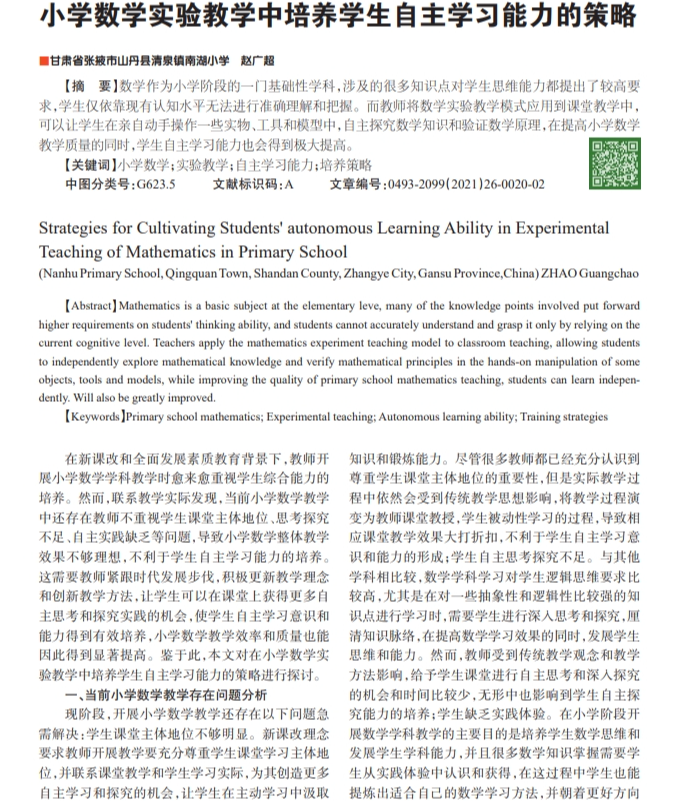 小学数学实验教学中培养学生自主学习能力的策略
■甘肃省张掖市山丹县清泉镇南湖小学 赵广超
【摘 要】数学作为小学阶段的一门基础性学科,涉及的很多知识点对学生思维能力都提出了较高要
求,学生仅依靠现有认知水平无法进行准确理解和把握。而教师将数学实验教学模式应用到课堂教学中,
可以让学生在亲自动手操作一些实物、工具和模型中,自主探究数学知识和验证数学原理,在提高小学数学
教学质量的同时,学生自主学习能力也会得到极大提高。
【关键词】小学数学;实验教学;自主学习能力;培养策略
中图分类号:G623.5 文献标识码:A 文章编号:0493-2099(2021)26-0020-02
Strategies for Cultivating Students' autonomous Learning Ability in Experimental
Teaching of Mathematics in Primary School
(Nanhu Primary School, Qingquan Town, Shandan County, Zhangye City, Gansu Province,China) ZHAO Guangchao
【Abstract】Mathematics is a basic subject at the elementary leve, many of the knowledge points involved put forward
higher requirements on students' thinking ability, and students cannot accurately understand and grasp it only by relying on the
current cognitive level. Teachers apply the mathematics experiment teaching model to classroom teaching, allowing students
to independently explore mathematical knowledge and verify mathematical principles in the hands-on manipulation of some
objects, tools and models, while improving the quality of primary school mathematics teaching, students can learn indepen-
dently. Will also be greatly improved.
【Keywords】Primary school mathematics; Experimental teaching; Autonomous learning ability; Training strategies
在新课改和全面发展素质教育背景下,教师开
展小学数学学科教学时愈来愈重视学生综合能力的
培养。然而,联系教学实际发现,当前小学数学教学
中还存在教师不重视学生课堂主体地位、思考探究
不足、自主实践缺乏等问题,导致小学数学整体教学
效果不够理想,不利于学生自主学习能力的培养。
这需要教师紧跟时代发展步伐,积极更新教学理念
和创新教学方法,让学生可以在课堂上获得更多自
主思考和探究实践的机会,使学生自主学习意识和
能力得到有效培养,小学数学教学效率和质量也能
因此得到显著提高。鉴于此,本文对在小学数学实
验教学中培养学生自主学习能力的策略进行探讨。
一、当前小学数学教学存在问题分析
现阶段,开展小学数学教学还存在以下问题急
需解决:学生课堂主体地位不够明显。新课改理念
要求教师开展教学要充分尊重学生课堂学习主体地
位,并联系课堂教学和学生学习实际,为其创造更多
自主学习和探究的机会,让学生在主动学习中汲取
知识和锻炼能力。尽管很多教师都已经充分认识到
尊重学生课堂主体地位的重要性,但是实际教学过
程中依然会受到传统教学思想影响,将教学过程演
变为教师课堂教授,学生被动性学习的过程,导致相
应课堂教学效果大打折扣,不利于学生自主学习意
识和能力的形成;学生自主思考探究不足。与其他
学科相比较,数学学科学习对学生逻辑思维要求比
较高,尤其是在对一些抽象性和逻辑性比较强的知
识点进行学习时,需要学生进行深入思考和探究,厘
清知识脉络,在提高数学学习效果的同时,发展学生
思维和能力。然而,教师受到传统教学观念和教学
方法影响,给予学生课堂进行自主思考和深入探究
的机会和时间比较少,无形中也影响到学生自主探
究能力的培养;学生缺乏实践体验。在小学阶段开
展数学学科教学的主要目的是培养学生数学思维和
发展学生学科能力,并且很多数学知识掌握需要学
生从实践体验中认识和获得,在这过程中学生也能
提炼出适合自己的数学学习方法,并朝着更好方向